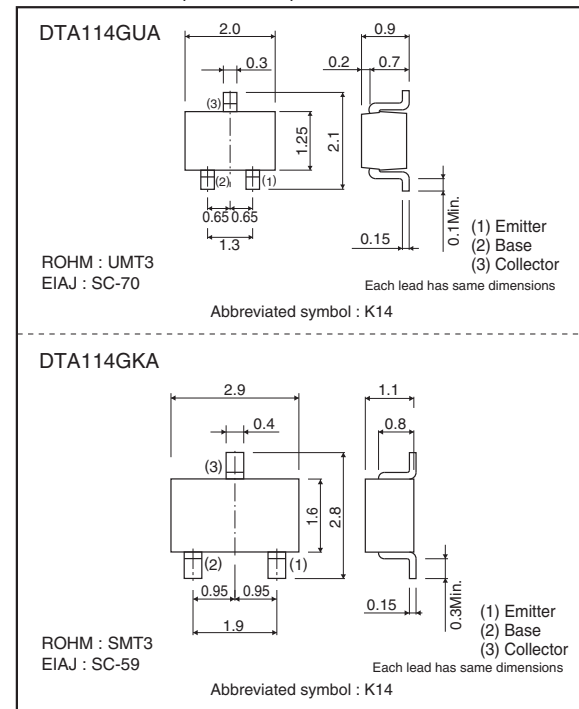 DTA114GUA
2.0
0.3
(3)
1.25
2.1
(2)
(1)
0.65
0.65
1.3
0.9
0.2
0.7
0.15
0.1Min.
(1) Emitter
(2) Base
(3) Collector
Each lead has same dimensions
ROHM : UMT3
EIAJ : SC-70
Abbreviated symbol : K14
DTA114GKA
2.9
0.4
(3)
1.6
2.8
(2)
(1)
0.95
0.95
1.9
1.1
0.8
0.15
0.3Min.
(1) Emitter
(2) Base
(3) Collector
Each lead has same dimensions
ROHM : SMT3
EIAJ : SC-59
Abbreviated symbol : K14